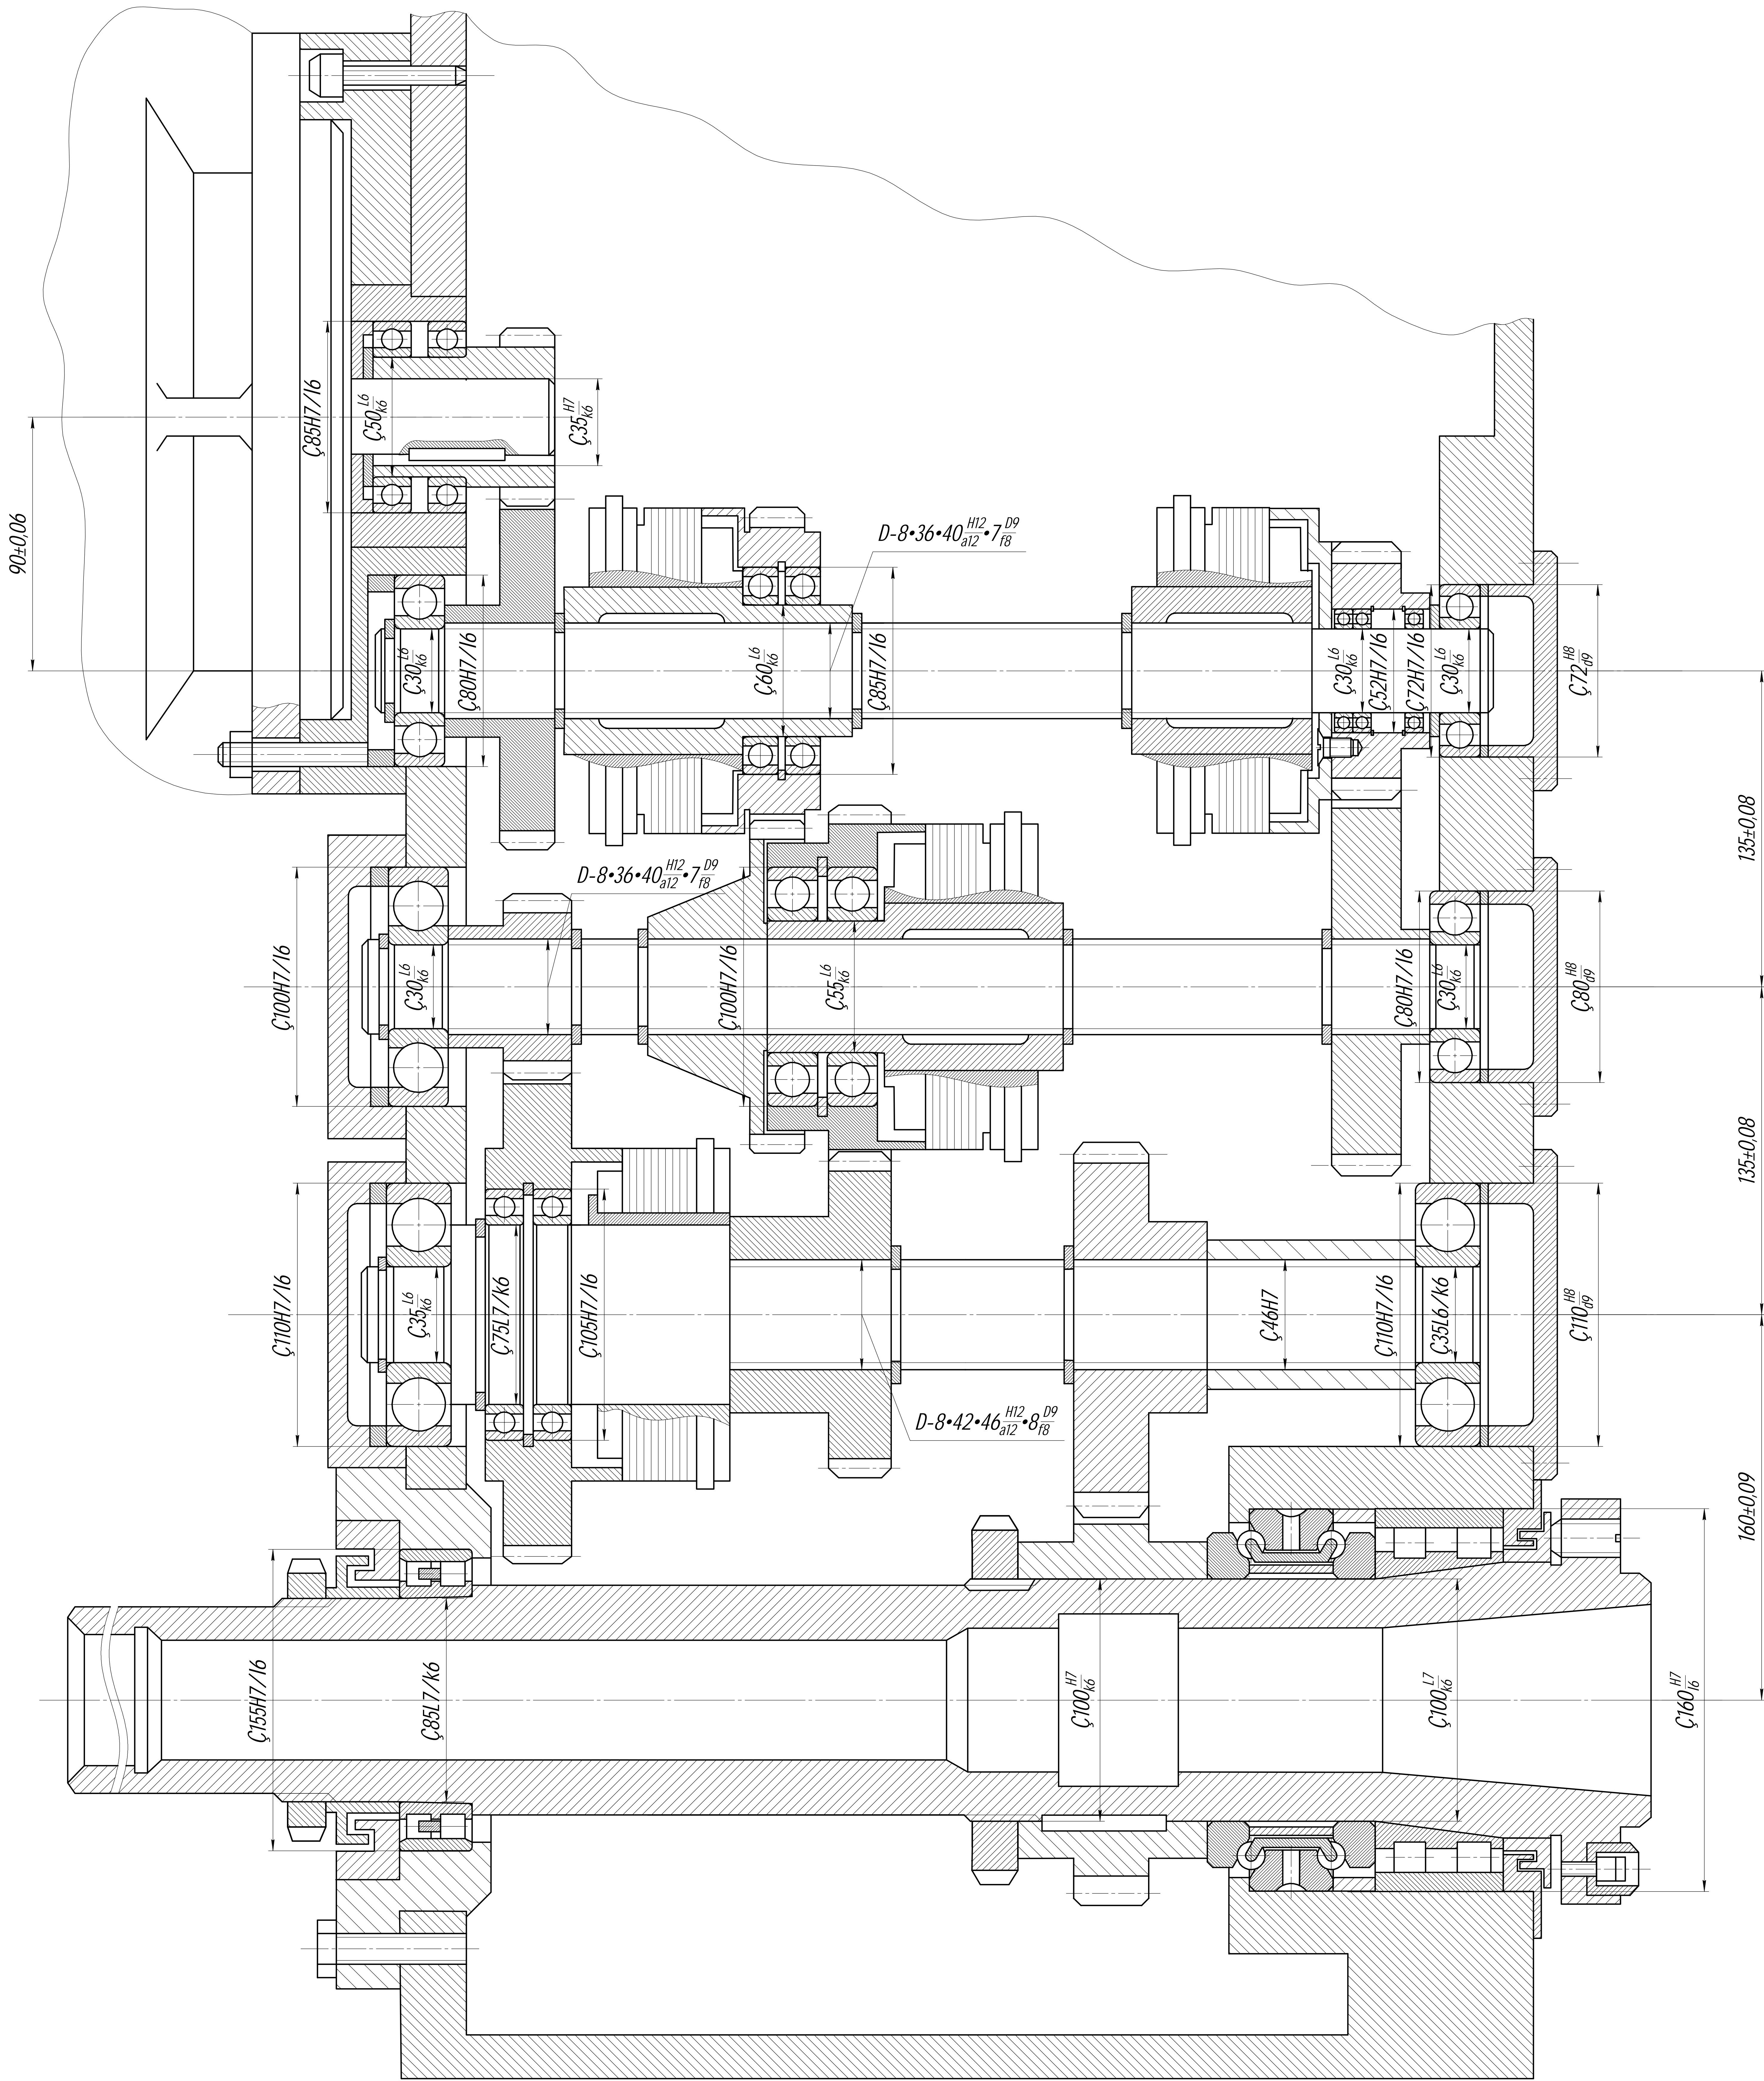 Ç85H7/l6
Ç50 L6/k6
Ç35 H7/k6
90±0,06
D-8•36•40 H12/a12 •7 D9/f8
Ç30 L6/k6
Ç80H7/l6
Ç60 L6/k6
Ç85H7/l6
Ç30 L6/k6
Ç52H7/l6
Ç72H7/l6
Ç30 L6/k6
Ç72 H8/d9
135±0,08
D-8•36•40 H12/a12 •7 D9/f8
Ç100H7/l6
Ç30 L6/k6
Ç100H7/l6
Ç55 L6/k6
Ç80H7/l6
Ç30 L6/k6
Ç80 H8/d9
135±0,08
Ç110H7/l6
Ç35 L6/k6
Ç75L7/k6
Ç105H7/l6
Ç46H7
Ç110H7/l6
Ç35L6/k6
Ç110 H8/d9
D-8•42•46 H12/a12 •8 D9/f8
160±0,09
Ç155H7/l6
Ç85L7/k6
Ç100 H7/k6
Ç100 L7/k6
Ç160 H7/l6